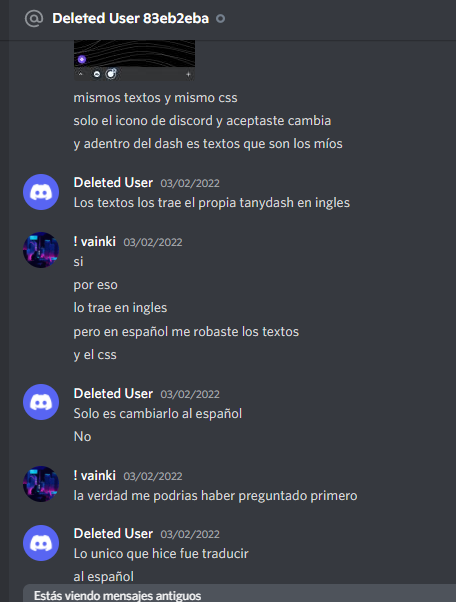 Deleted User 83eb2eba
mismos textos y mismo css
solo el icono de discord y aceptaste cambia
y adentro del dash es textos que son los míos
Deleted User 03/02/2022
Los textos los trae el propia tanydash en ingles
! vainki 03/02/2022
si
por eso
lo trae en ingles
pero en español me robaste los textos
y el css
Deleted User 03/02/2022
Solo es cambiarlo al español
No
! vainki 03/02/2022
la verdad me podrias haber preguntado primero
Deleted User 03/02/2022
Lo unico que hice fue traducir
al español
Estás viendo mensajes antiguos